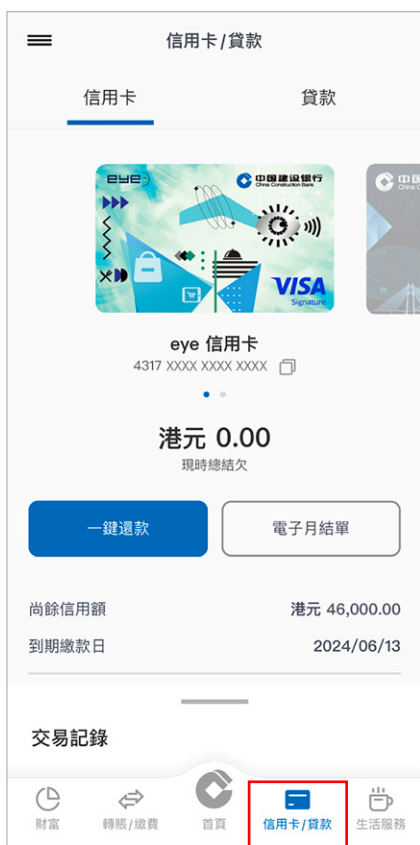 信用卡/貸款
信用卡
貸款
eye
中国建设银行
China Construction Bank
VISA
Signature
eye 信用卡
4317 XXXX XXXX XXXX
港元 0.00
現時總結欠
一鍵還款
電子月結單
尚餘信用額
港元 46,000.00
到期繳款日
2024/06/13
交易記錄
財富
轉賬/繳費
首頁
信用卡/貸款
生活服務